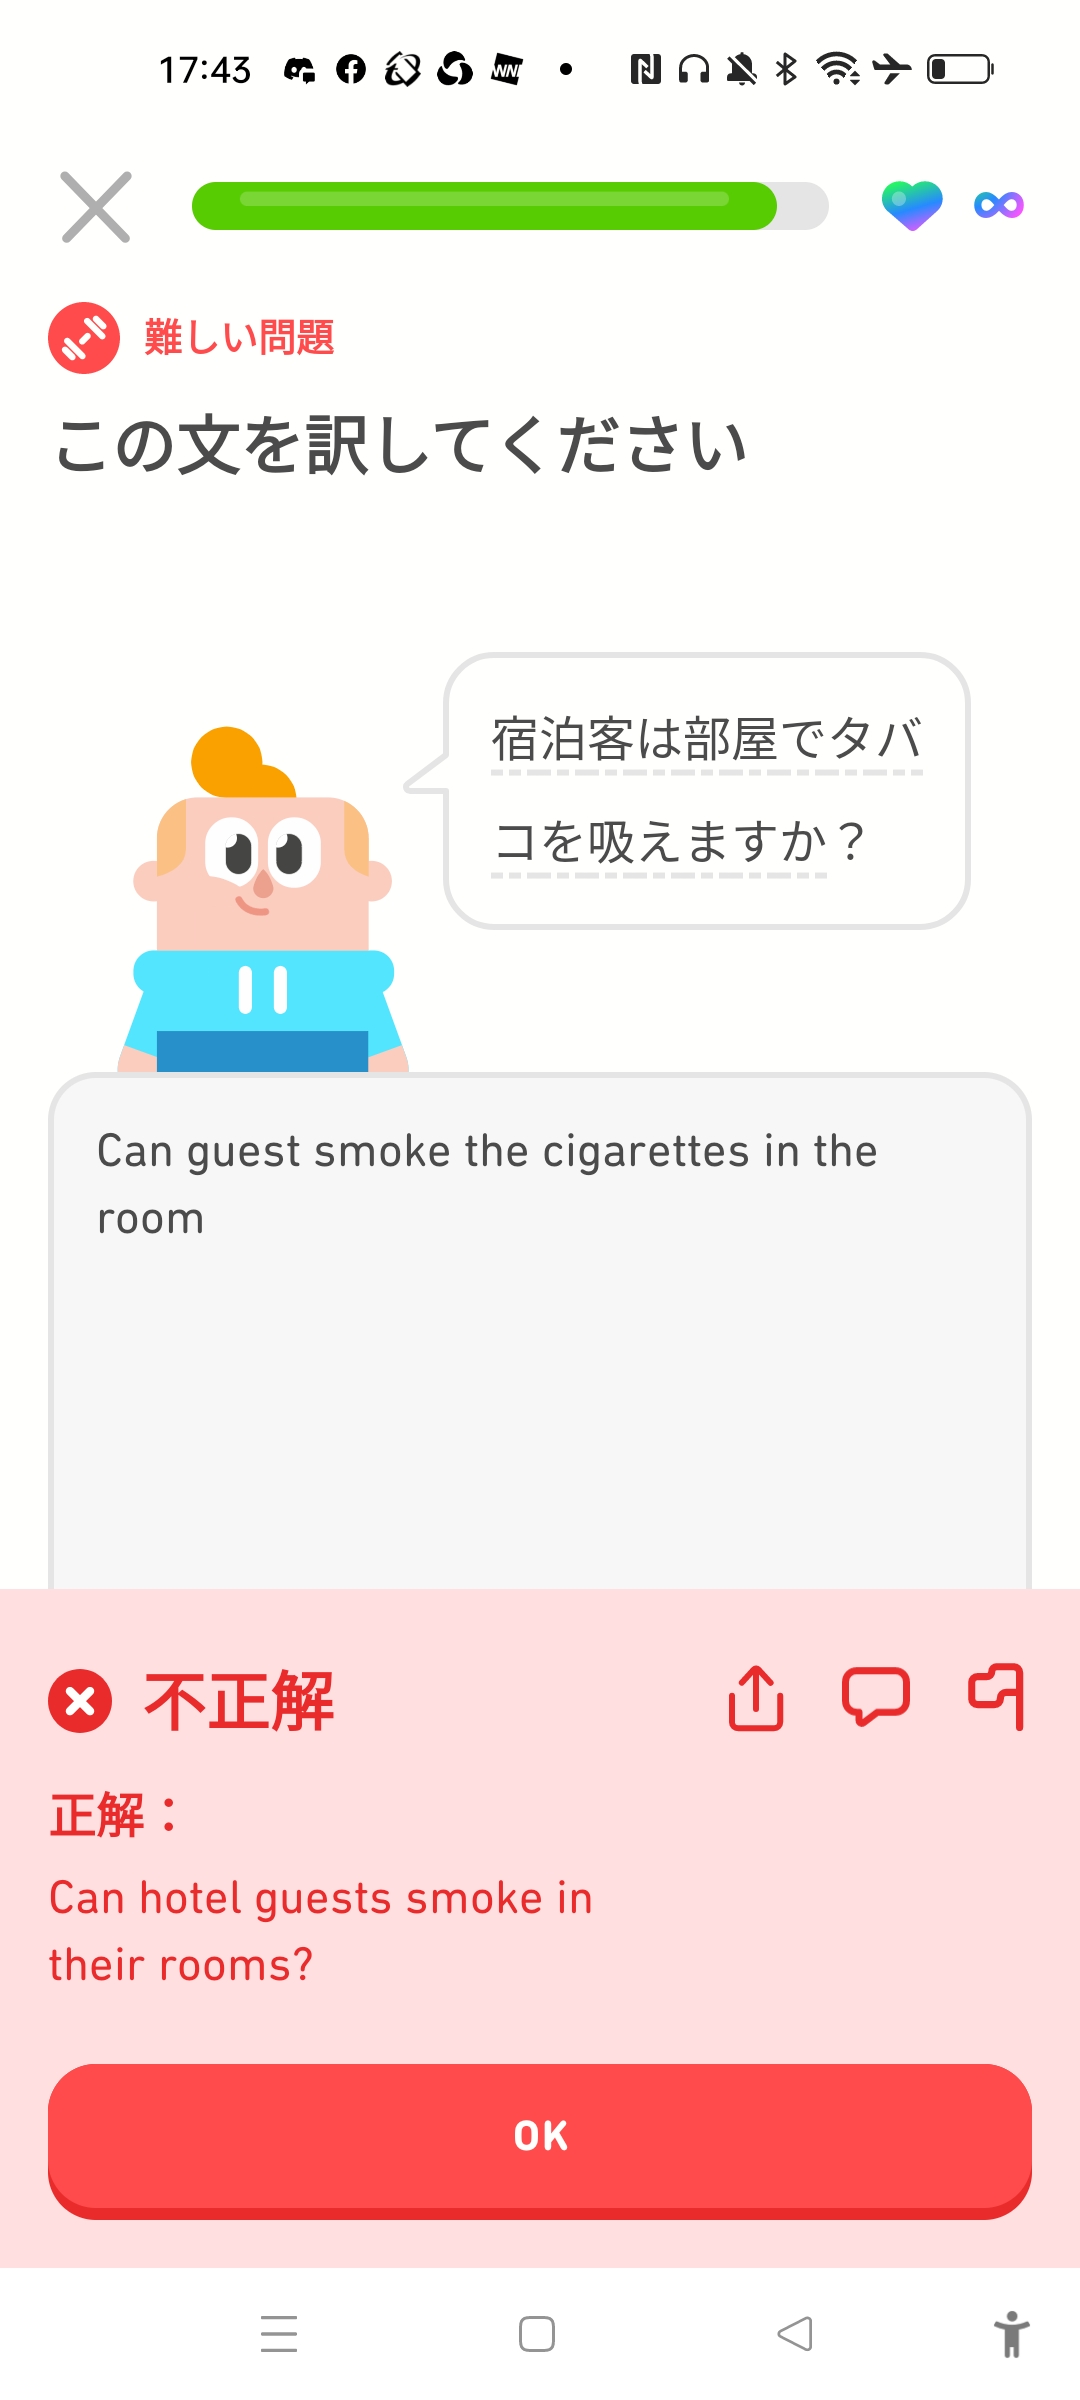 17:43
難しい問題
この文を訳してください
宿泊客は部屋でタバ
コを吸えますか？
Can guest smoke the cigarettes in the
room
不正解
正解：
Can hotel guests smoke in
their rooms?
OK